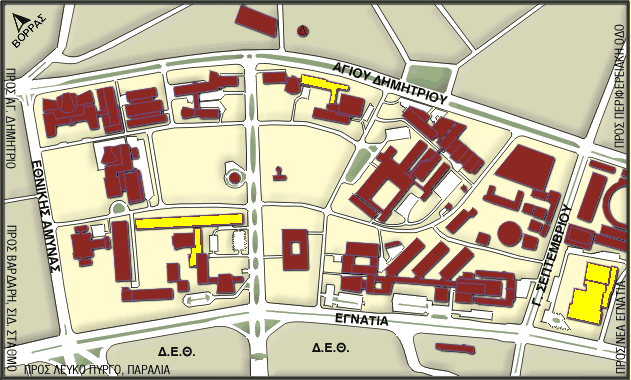 ΒΟΡΡΑΣ
ΑΓΙΟΥ ΔΗΜΗΤΡΙΟΥ
ΠΡΟΣ ΠΕΡΙΦΕΡΕΙΑΚΗ ΟΔΟ
ΠΡΟΣ ΑΓ. ΔΗΜΗΤΡΙΟ
ΕΘΝΙΚΗΣ ΑΜΥΝΑΣ
ΠΡΟΣ ΒΑΡΔΑΡΗ, ΣΙΔ. ΣΤΑΘΜΟ
Γ. ΣΕΠΤΕΜΒΡΙΟΥ
ΠΡΟΣ ΝΕΑ ΕΓΝΑΤΙΑ
ΕΓΝΑΤΙΑ
Δ.Ε.Θ.
Δ.Ε.Θ.
ΠΡΟΣ ΛΕΥΚΟ ΠΥΡΓΟ, ΠΑΡΑΛΙΑ